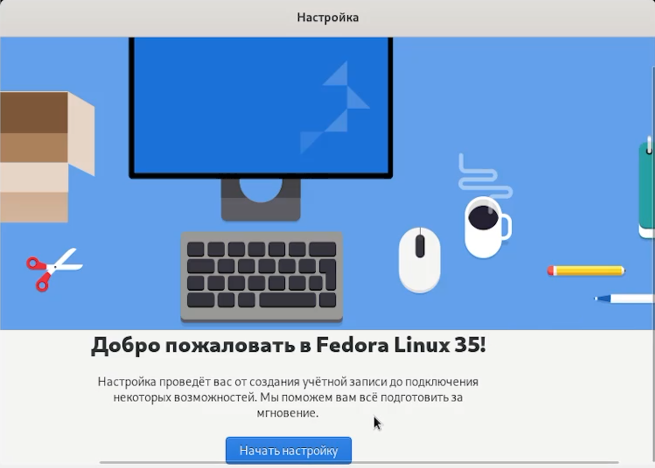 Настройка
Добро пожаловать в Fedora Linux 35!
Настройка проведёт вас от создания учётной записи до подключения
некоторых возможностей. Мы поможем вам всё подготовить за
мгновение.
Начать настройку